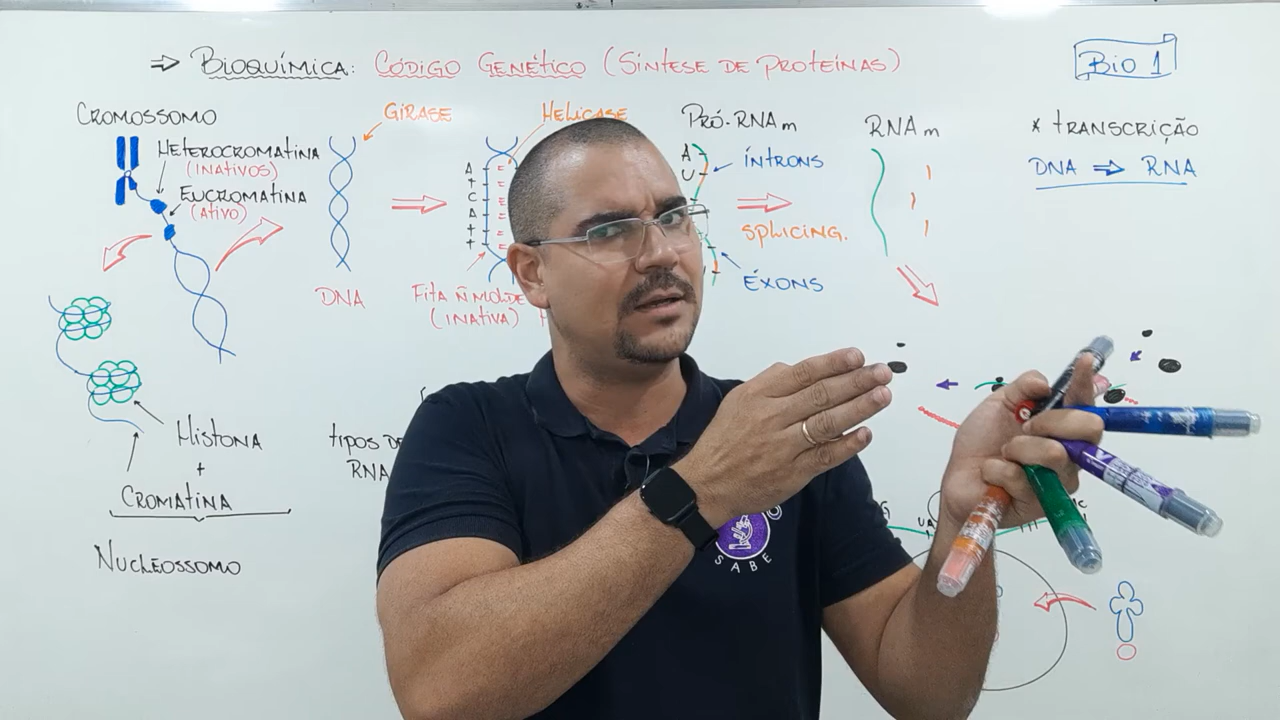 ⇒ BIOQUÍMICA: CÓDIGO GENÉTICO (SÍNTESE DE PROTEÍNAS)
BIO 1
CROMOSSOMO
HETEROCROMATINA
(INATIVOS)
EUCROMATINA
(ATIVO)
GIRASE
DNA
HELICASE
A
T
C
A
T
T
FITA Ñ MOLDE
(INATIVA)
PRÓ-RNAm
A
U
ÍNTRONS
SPLICING.
ÉXONS
RNAm
* TRANSCRIÇÃO
DNA ⇒ RNA
HISTONA
+
CROMATINA
NUCLEOSSOMO
TIPOS DE
RNA
UA
SABE